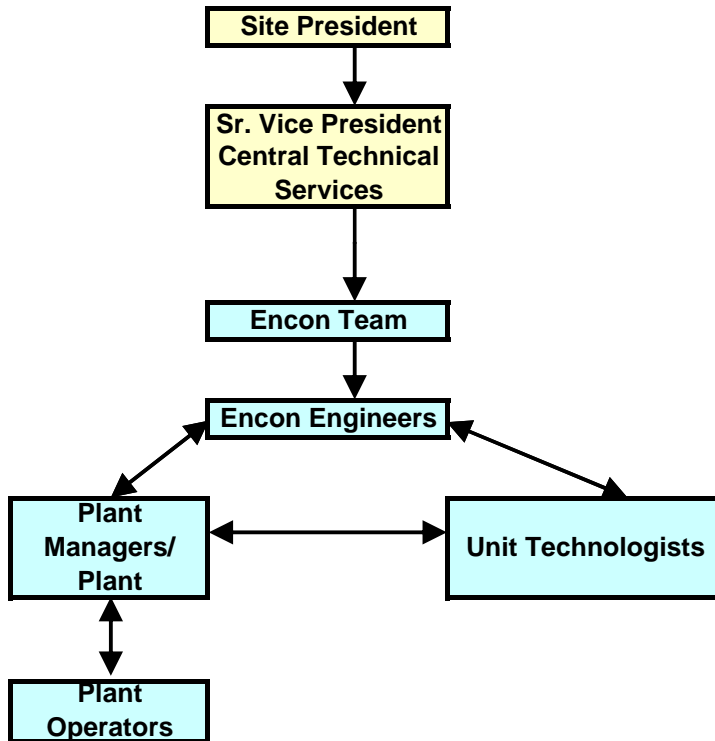 Site President
Sr. Vice President
Central Technical
Services
Encon Team
Encon Engineers
Plant
Managers/
Plant
Unit Technologists
Plant
Operators